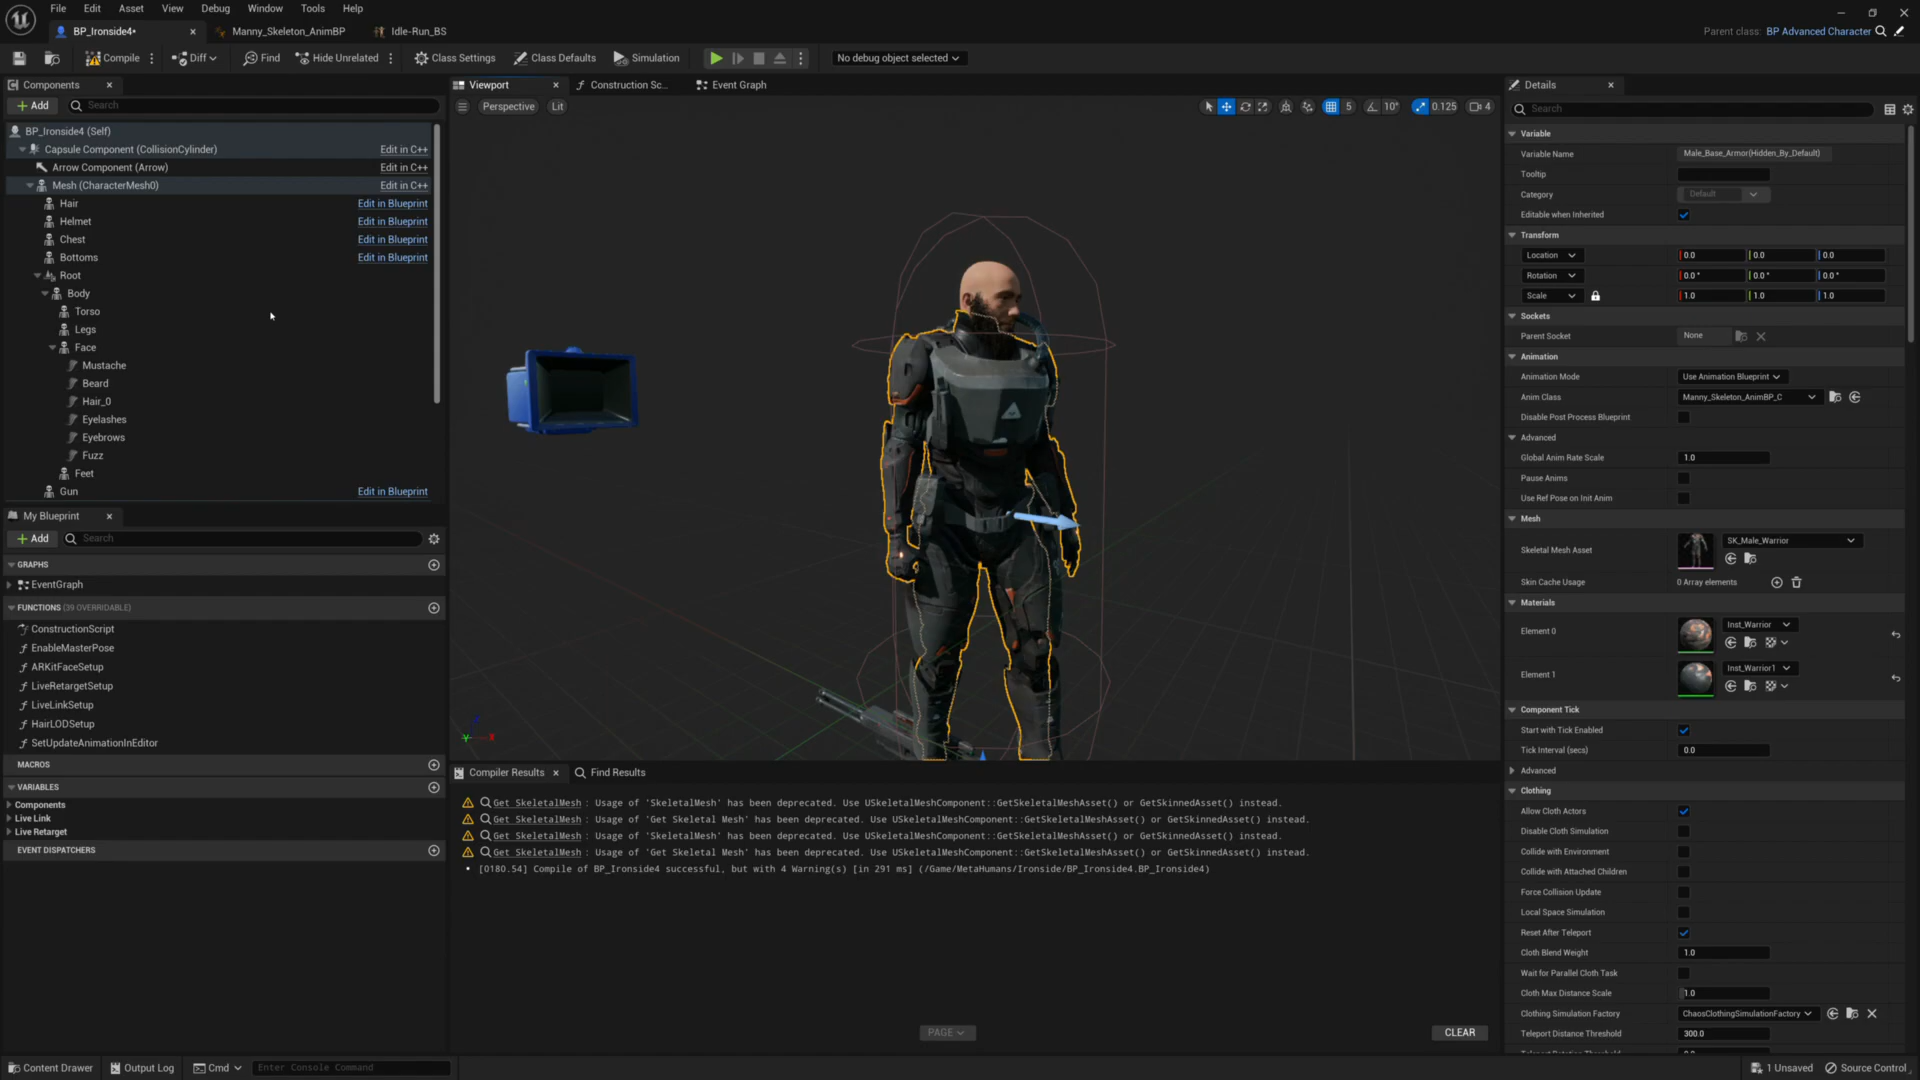 File Edit Asset View Debug Window Tools Help
BP_Ironside4• Manny_Skeleton_AnimBP Idle-Run_BS
Parent class: BP Advanced Character
Compile Diff Find Hide Unrelated Class Settings Class Defaults Simulation No debug object selected
Components
Add Search
BP_Ironside4 (Self)
Capsule Component (CollisionCylinder) Edit in C++
Arrow Component (Arrow) Edit in C++
Mesh (CharacterMesh0) Edit in C++
Hair Edit in Blueprint
Helmet Edit in Blueprint
Chest Edit in Blueprint
Bottoms Edit in Blueprint
Root
Body
Torso
Legs
Face
Mustache
Beard
Hair_0
Eyelashes
Eyebrows
Fuzz
Feet
Gun Edit in Blueprint
My Blueprint
Add Search
GRAPHS
EventGraph
FUNCTIONS (39 OVERRIDABLE)
ConstructionScript
EnableMasterPose
ARKitFaceSetup
LiveRetargetSetup
LiveLinkSetup
HairLODSetup
SetUpdateAnimationInEditor
MACROS
VARIABLES
Components
Live Link
Live Retarget
EVENT DISPATCHERS
Viewport Construction Sc... Event Graph
Perspective Lit 5 10° 0.125 4
Compiler Results Find Results
Get SkeletalMesh : Usage of 'SkeletalMesh' has been deprecated. Use USkeletalMeshComponent::GetSkeletalMeshAsset() or GetSkinnedAsset() instead.
Get SkeletalMesh : Usage of 'Get Skeletal Mesh' has been deprecated. Use USkeletalMeshComponent::GetSkeletalMeshAsset() or GetSkinnedAsset() instead.
Get SkeletalMesh : Usage of 'SkeletalMesh' has been deprecated. Use USkeletalMeshComponent::GetSkeletalMeshAsset() or GetSkinnedAsset() instead.
Get SkeletalMesh : Usage of 'Get Skeletal Mesh' has been deprecated. Use USkeletalMeshComponent::GetSkeletalMeshAsset() or GetSkinnedAsset() instead.
[0180.54] Compile of BP_Ironside4 successful, but with 4 Warning(s) [in 291 ms] (/Game/MetaHumans/Ironside/BP_Ironside4.BP_Ironside4)
PAGE CLEAR
Details
Search
Variable
Variable Name Male_Base_Armor(Hidden_By_Default)
Tooltip
Category Default
Editable when Inherited
Transform
Location 0.0 0.0 0.0
Rotation 0.0° 0.0° 0.0°
Scale 1.0 1.0 1.0
Sockets
Parent Socket None
Animation
Animation Mode Use Animation Blueprint
Anim Class Manny_Skeleton_AnimBP_C
Disable Post Process Blueprint
Advanced
Global Anim Rate Scale 1.0
Pause Anims
Use Ref Pose on Init Anim
Mesh
Skeletal Mesh Asset SK_Male_Warrior
Skin Cache Usage 0 Array elements
Materials
Element 0 Inst_Warrior
Element 1 Inst_Warrior1
Component Tick
Start with Tick Enabled
Tick Interval (secs) 0.0
Advanced
Clothing
Allow Cloth Actors
Disable Cloth Simulation
Collide with Environment
Collide with Attached Children
Force Collision Update
Local Space Simulation
Reset After Teleport
Cloth Blend Weight 1.0
Wait for Parallel Cloth Task
Cloth Max Distance Scale 1.0
Clothing Simulation Factory ChaosClothingSimulationFactory
Teleport Distance Threshold 300.0
Content Drawer Output Log Cmd Enter Console Command 1 Unsaved Source Control